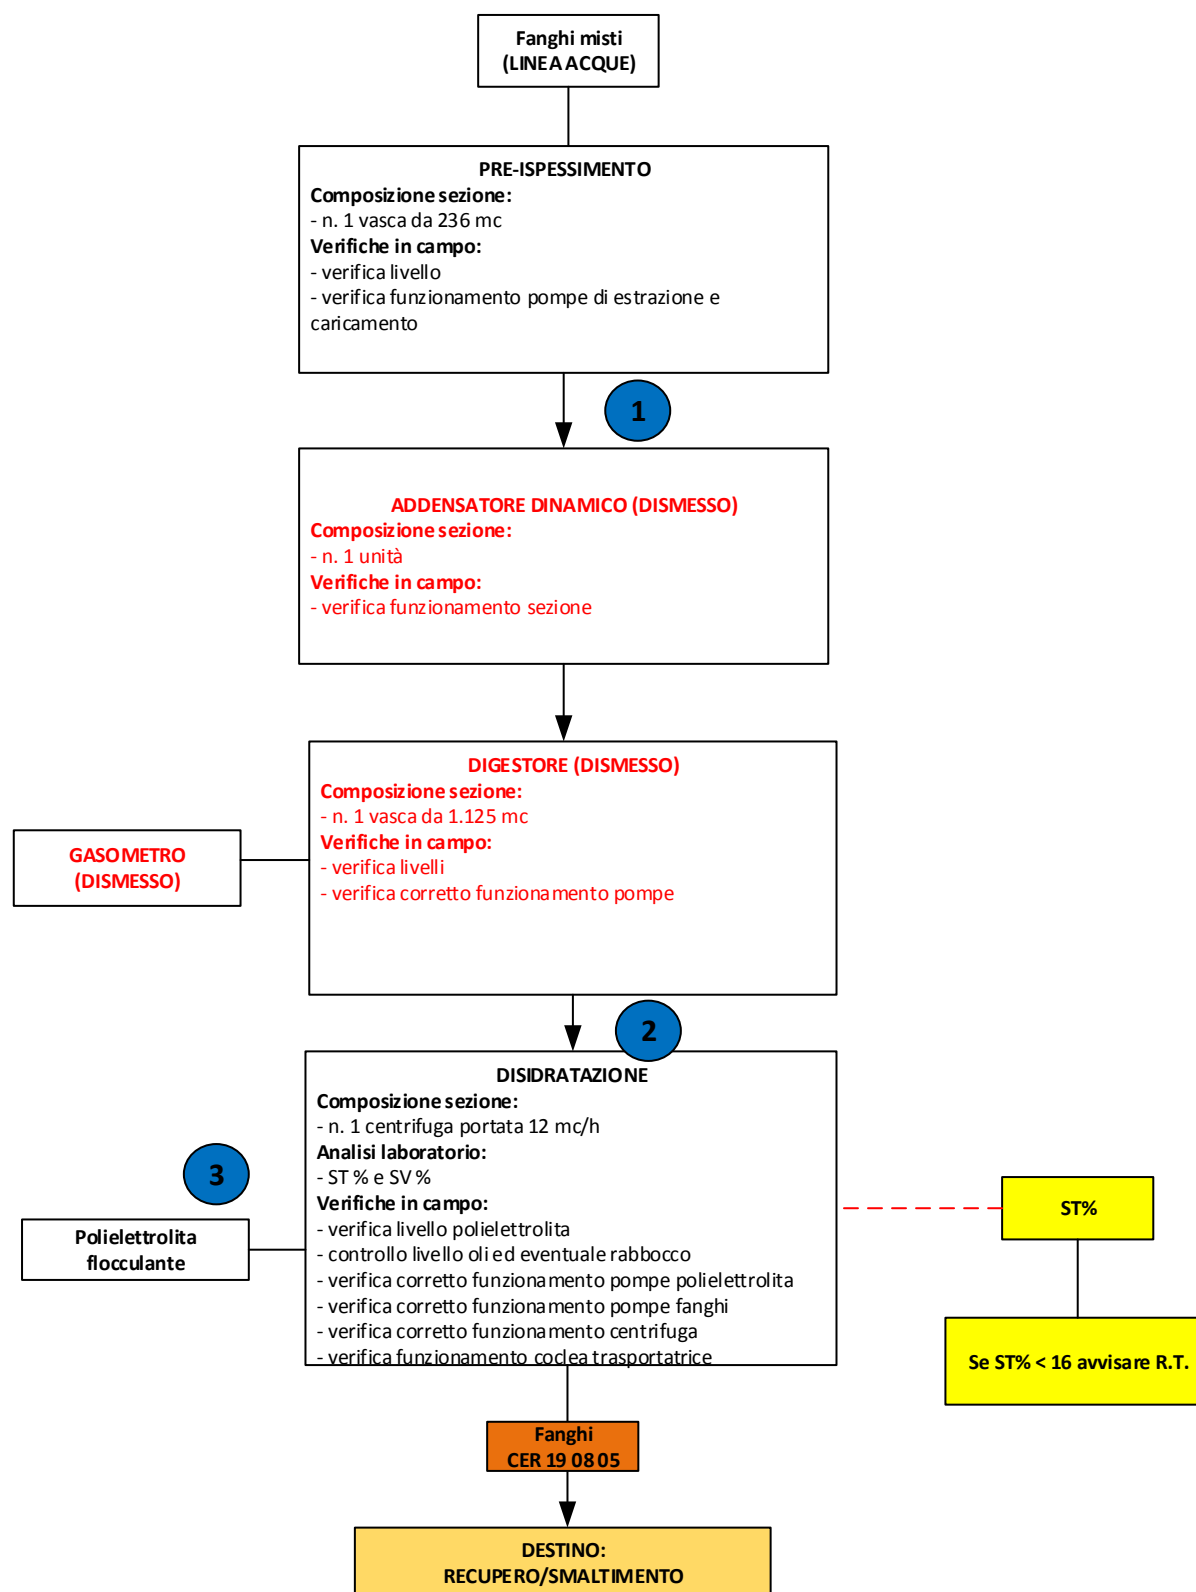 Fanghi misti
(LINEA ACQUE)
PRE-ISPESSIMENTO
Composizione sezione:
- n. 1 vasca da 236 mc
Verifiche in campo:
- verifica livello
- verifica funzionamento pompe di estrazione e
caricamento
1
ADDENSATORE DINAMICO (DISMESSO)
Composizione sezione:
- n. 1 unità
Verifiche in campo:
- verifica funzionamento sezione
DIGESTORE (DISMESSO)
Composizione sezione:
- n. 1 vasca da 1.125 mc
Verifiche in campo:
- verifica livelli
- verifica corretto funzionamento pompe
GASOMETRO
(DISMESSO)
2
DISIDRATAZIONE
Composizione sezione:
- n. 1 centrifuga portata 12 mc/h
Analisi laboratorio:
- ST % e SV %
Verifiche in campo:
- verifica livello polielettrolita
- controllo livello oli ed eventuale rabbocco
- verifica corretto funzionamento pompe polielettrolita
- verifica corretto funzionamento pompe fanghi
- verifica corretto funzionamento centrifuga
- verifica funzionamento coclea trasportatrice
3
Polielettrolita
flocculante
ST%
Se ST% < 16 avvisare R.T.
Fanghi
CER 19 08 05
DESTINO:
RECUPERO/SMALTIMENTO